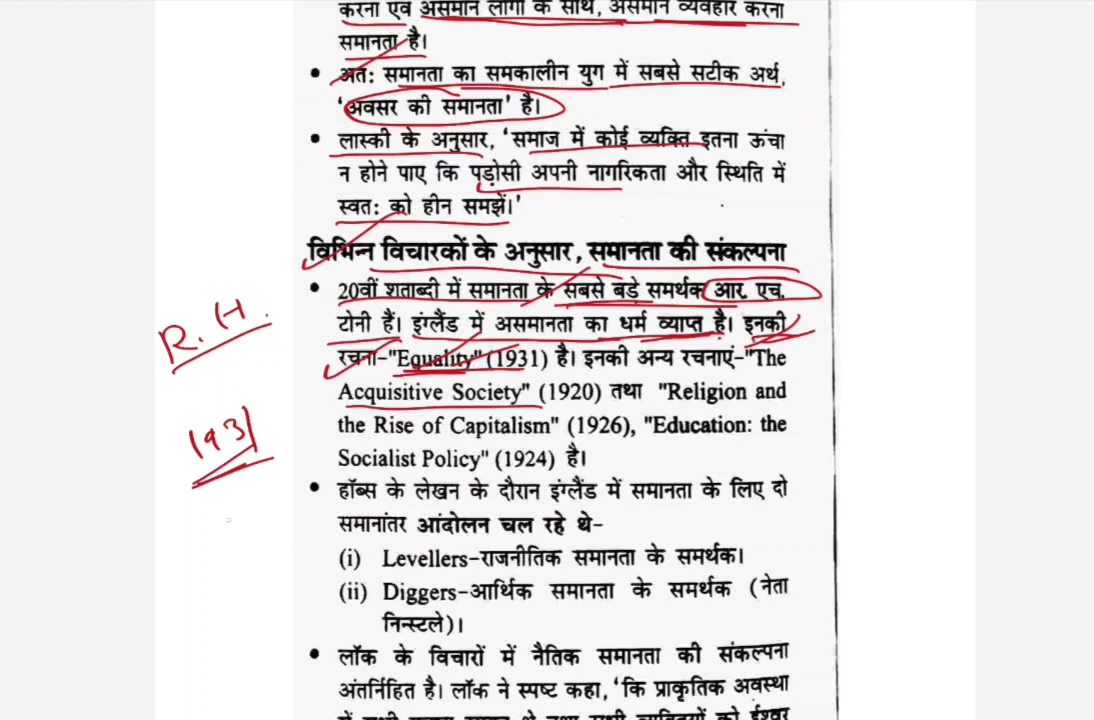 करना एवं असमान लोगों के साथ, असमान व्यवहार करना
समानता है।
• अतः समानता का समकालीन युग में सबसे सटीक अर्थ,
'अवसर की समानता' है।
• लास्की के अनुसार, 'समाज में कोई व्यक्ति इतना ऊंचा
न होने पाए कि पड़ोसी अपनी नागरिकता और स्थिति में
स्वतः को हीन समझें।'
विभिन्न विचारकों के अनुसार, समानता की संकल्पना
• 20वीं शताब्दी में समानता के सबसे बड़े समर्थक आर. एच.
टोनी हैं। इंग्लैंड में असमानता का धर्म व्याप्त है। इनकी
रचना-"Equality" (1931) है। इनकी अन्य रचनाएं-"The
Acquisitive Society" (1920) तथा "Religion and
the Rise of Capitalism" (1926), "Education: the
Socialist Policy" (1924) है।
R. H.
1931
• हॉब्स के लेखन के दौरान इंग्लैंड में समानता के लिए दो
समानांतर आंदोलन चल रहे थे-
(i) Levellers-राजनीतिक समानता के समर्थक।
(ii) Diggers-आर्थिक समानता के समर्थक (नेता
निन्स्टले)।
• लॉक के विचारों में नैतिक समानता की संकल्पना
अंतर्निहित है। लॉक ने स्पष्ट कहा, 'कि प्राकृतिक अवस्था